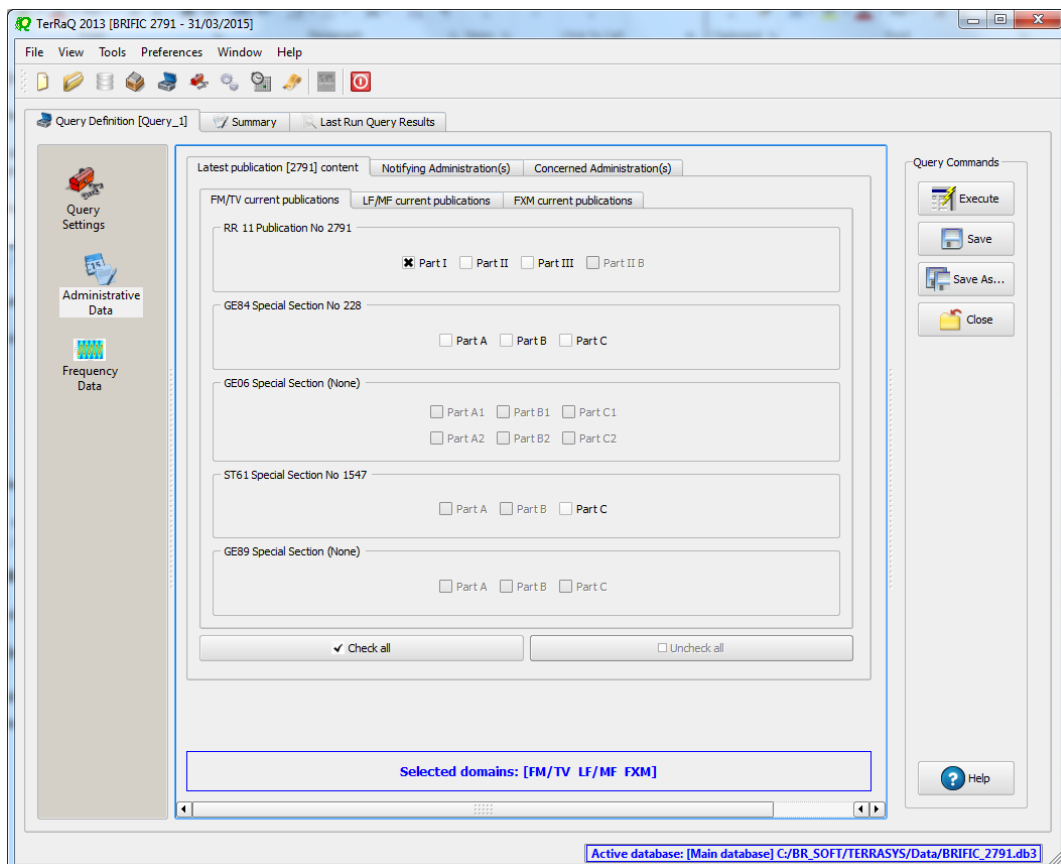 TerRaQ 2013 [BRIFIC 2791 - 31/03/2015]
File View Tools Preferences Window Help
Query Definition [Query_1] Summary Last Run Query Results
Query
Settings
Administrative
Data
Frequency
Data
Latest publication [2791] content Notifying Administration(s) Concerned Administration(s)
FM/TV current publications LF/MF current publications FXM current publications
RR 11 Publication No 2791
Part I Part II Part III Part II B
GE84 Special Section No 228
Part A Part B Part C
GE06 Special Section (None)
Part A1 Part B1 Part C1
Part A2 Part B2 Part C2
ST61 Special Section No 1547
Part A Part B Part C
GE89 Special Section (None)
Part A Part B Part C
Check all Uncheck all
Selected domains: [FM/TV LF/MF FXM]
Query Commands
Execute
Save
Save As...
Close
Help
Active database: [Main database] C:/BR_SOFT/TERRASYS/Data/BRIFIC_2791.db3